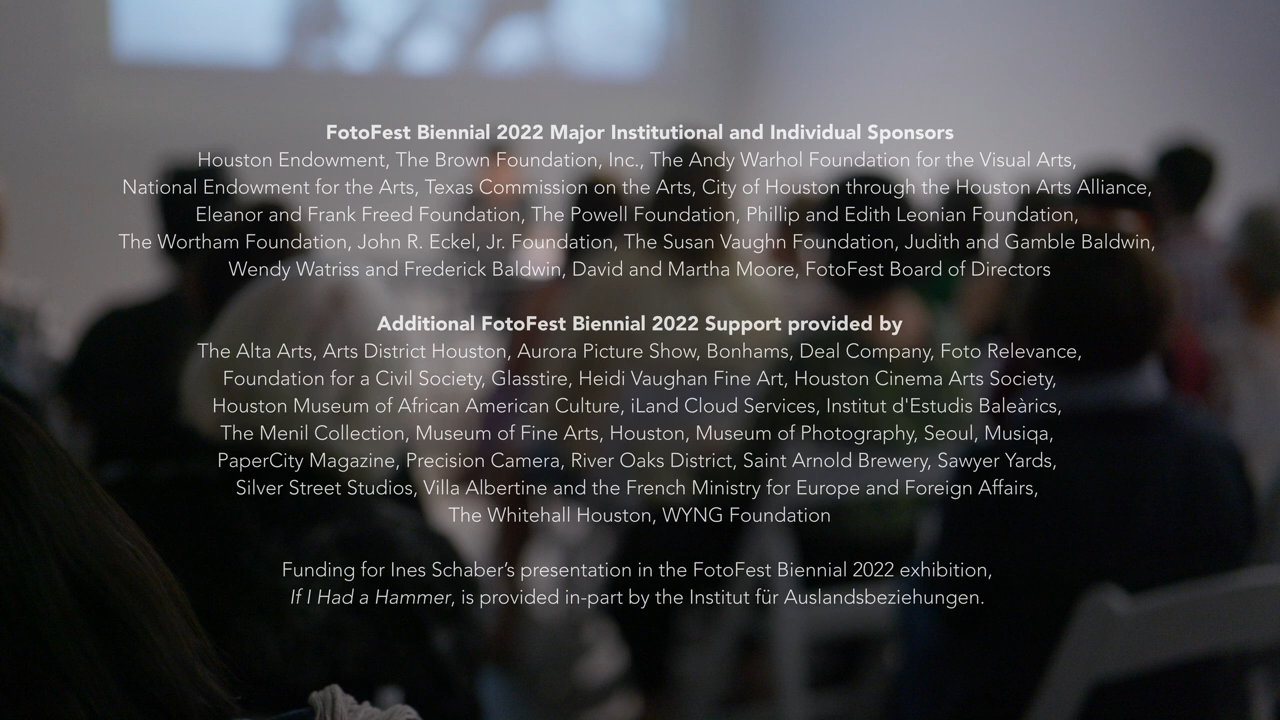 FotoFest Biennial 2022 Major Institutional and Individual Sponsors
Houston Endowment, The Brown Foundation, Inc., The Andy Warhol Foundation for the Visual Arts,
National Endowment for the Arts, Texas Commission on the Arts, City of Houston through the Houston Arts Alliance,
Eleanor and Frank Freed Foundation, The Powell Foundation, Phillip and Edith Leonian Foundation,
The Wortham Foundation, John R. Eckel, Jr. Foundation, The Susan Vaughn Foundation, Judith and Gamble Baldwin,
Wendy Watriss and Frederick Baldwin, David and Martha Moore, FotoFest Board of Directors
Additional FotoFest Biennial 2022 Support provided by
The Alta Arts, Arts District Houston, Aurora Picture Show, Bonhams, Deal Company, Foto Relevance,
Foundation for a Civil Society, Glasstire, Heidi Vaughan Fine Art, Houston Cinema Arts Society,
Houston Museum of African American Culture, iLand Cloud Services, Institut d'Estudis Baleàrics,
The Menil Collection, Museum of Fine Arts, Houston, Museum of Photography, Seoul, Musiqa,
PaperCity Magazine, Precision Camera, River Oaks District, Saint Arnold Brewery, Sawyer Yards,
Silver Street Studios, Villa Albertine and the French Ministry for Europe and Foreign Affairs,
The Whitehall Houston, WYNG Foundation
Funding for Ines Schaber’s presentation in the FotoFest Biennial 2022 exhibition,
If I Had a Hammer, is provided in-part by the Institut für Auslandsbeziehungen.